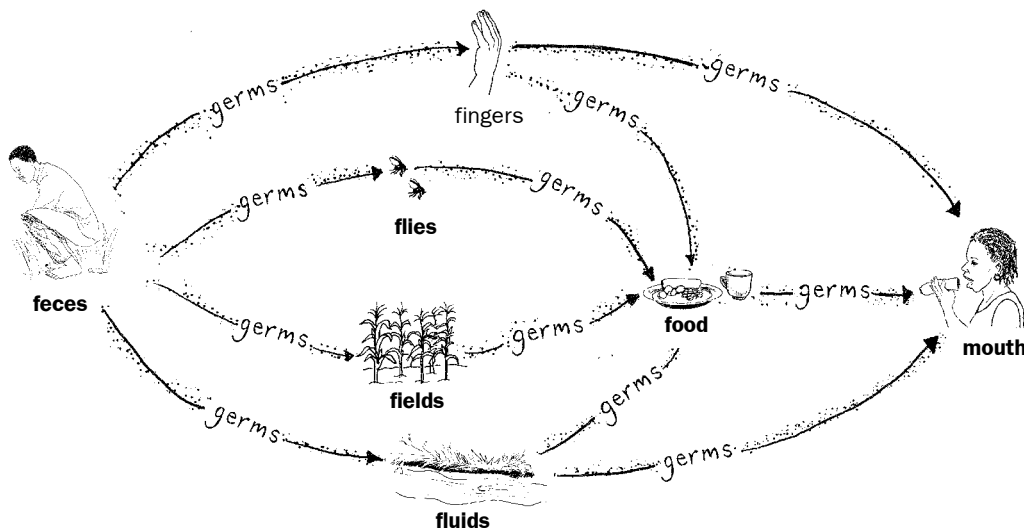 germs
germs
fingers
germs
germs
germs
flies
feces
germs
germs
food
germs
mouth
germs
fields
germs
germs
germs
fluids